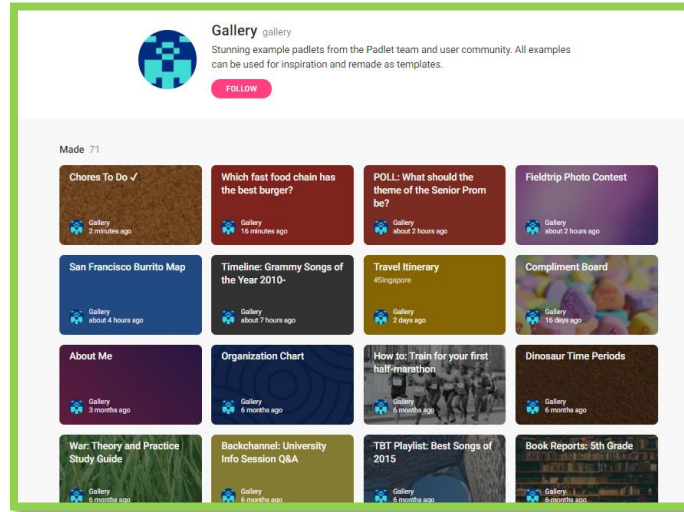 Gallery gallery
Stunning example padlets from the Padlet team and user community. All examples
can be used for inspiration and remade as templates.
FOLLOW
Made 71
Chores To Do ✓
Gallery
2 minutes ago
Which fast food chain has
the best burger?
Gallery
16 minutes ago
POLL: What should the
theme of the Senior Prom
be?
Gallery
about 2 hours ago
Fieldtrip Photo Contest
Gallery
about 2 hours ago
San Francisco Burrito Map
Gallery
about 4 hours ago
Timeline: Grammy Songs of
the Year 2010-
Gallery
about 7 hours ago
Travel Itinerary
#Singapore
Gallery
2 days ago
Compliment Board
Gallery
16 days ago
About Me
Gallery
3 months ago
Organization Chart
Gallery
6 months ago
How to: Train for your first
half-marathon
Gallery
6 months ago
Dinosaur Time Periods
Gallery
6 months ago
War: Theory and Practice
Study Guide
Gallery
6 months ago
Backchannel: University
Info Session Q&A
Gallery
6 months ago
TBT Playlist: Best Songs of
2015
Gallery
6 months ago
Book Reports: 5th Grade
Gallery
6 months ago